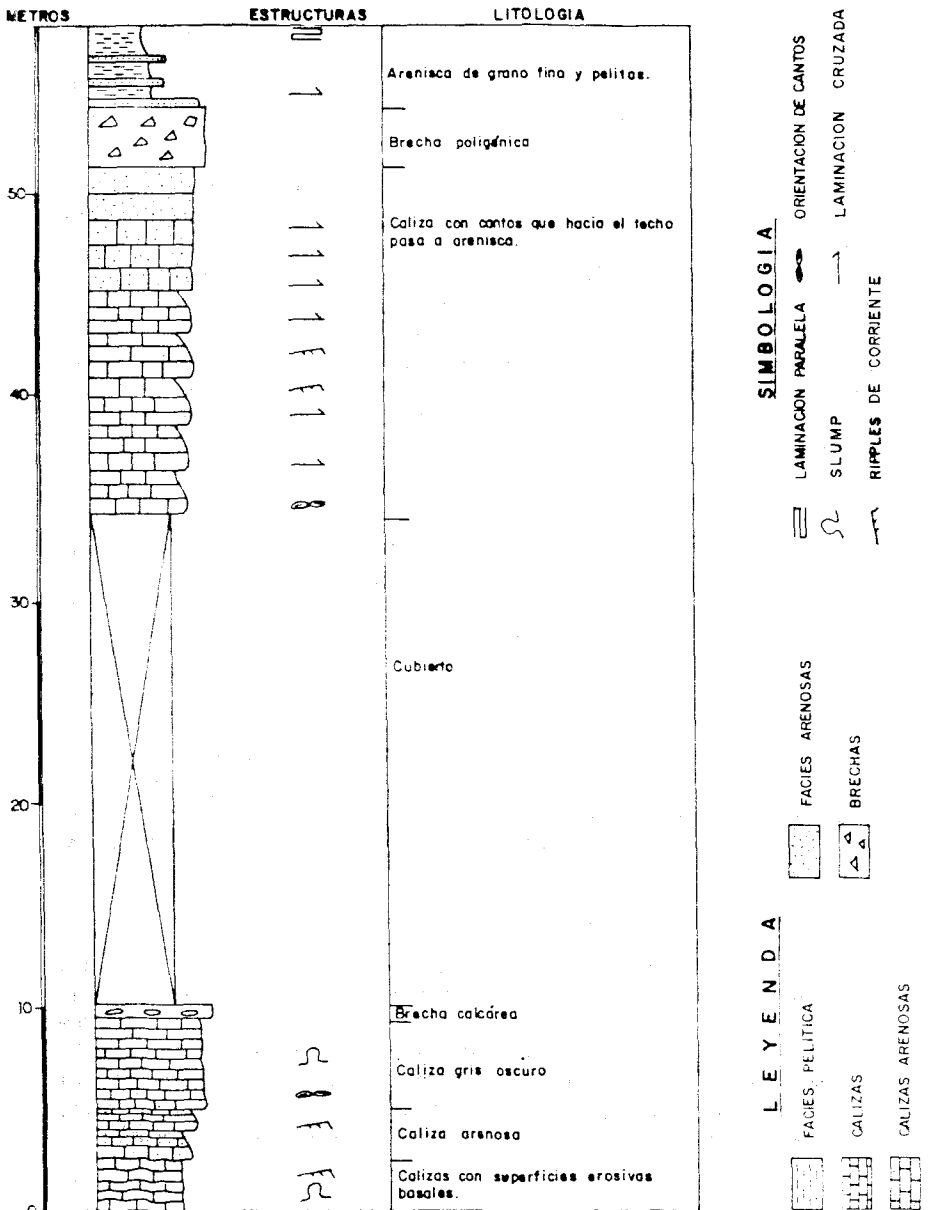 METROS ESTRUCTURAS LITOLOGIA
Arenisca de grano fino y pelitas.
Brecha poligénica
50
Caliza con cantos que hacia el techo
pasa a arenisca.
40
30
Cubierto
20
10
Brecha calcárea
Caliza gris oscuro
Caliza arenosa
Calizas con superficies erosivas
basales.
0
SIMBOLOGIA
LAMINACION PARALELA
ORIENTACION DE CANTOS
SLUMP
LAMINACION CRUZADA
RIPPLES DE CORRIENTE
LEYENDA
FACIES PELITICA
FACIES ARENOSAS
CALIZAS
BRECHAS
CALIZAS ARENOSAS